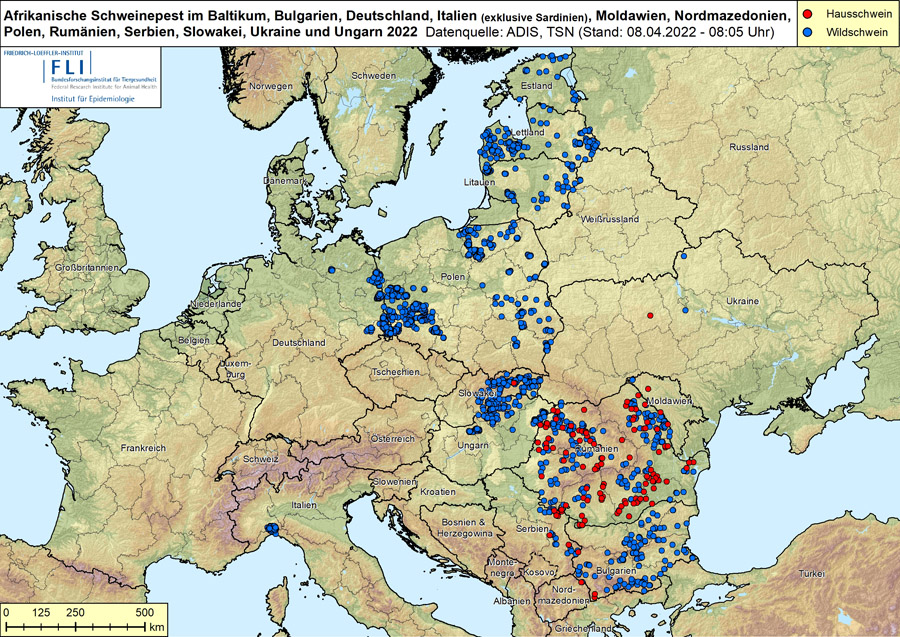 Afrikanische Schweinepest im Baltikum, Bulgarien, Deutschland, Italien (exklusive Sardinien), Moldawien, Nordmazedonien,
Polen, Rumänien, Serbien, Slowakei, Ukraine und Ungarn 2022 Datenquelle: ADIS, TSN (Stand: 08.04.2022 - 08:05 Uhr)
Hausschwein
Wildschwein
FRIEDRICH-LOEFFLER-INSTITUT
FLI
Bundesforschungsinstitut für Tiergesundheit
Federal Research Institute for Animal Health
Institut für Epidemiologie
Norwegen
Schweden
Estland
Lettland
Russland
Dänemark
Litauen
Weißrussland
Großbritannien
Polen
Niederlande
Ukraine
Belgien
Deutschland
Luxem-
burg
Tschechien
Slowakei
Moldawien
Frankreich
Österreich
Ungarn
Rumänien
Schweiz
Slowenien
Kroatien
Italien
Bosnien &
Herzegowina
Serbien
Monte-
negro
Kosovo
Bulgarien
Türkei
Nord-
mazedonien
Albanien
Griechenland
0 125 250 500
km